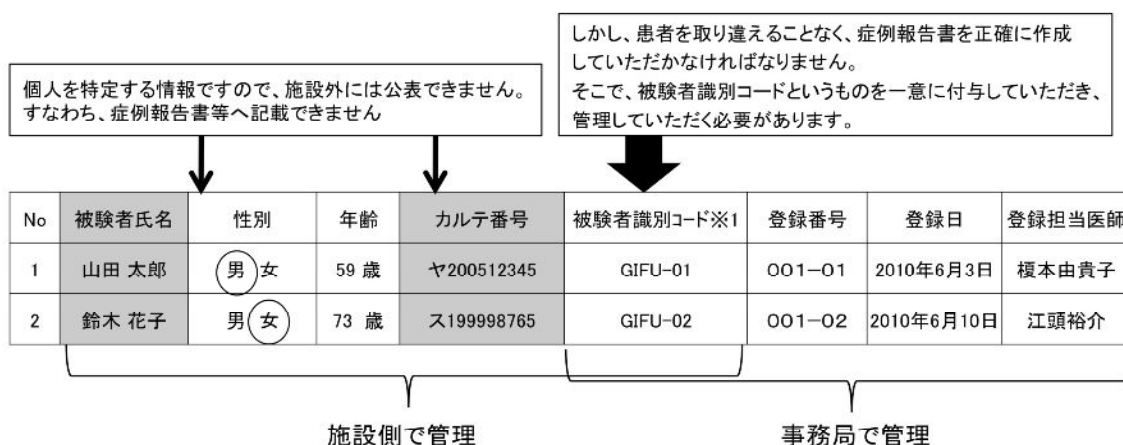 しかし、患者を取り違えることなく、症例報告書を正確に作成
していただかなければなりません。
そこで、被験者識別コードというものを一意に付与していただき、
管理していただく必要があります。
個人を特定する情報ですので、施設外には公表できません。
すなわち、症例報告書等へ記載できません
No 被験者氏名 性別 年齢 カルテ番号 被験者識別コード※1 登録番号 登録日 登録担当医師
1 山田 太郎 男 女 59 歳 ヤ200512345 GIFU-01 001-01 2010年6月3日 榎本由貴子
2 鈴木 花子 男 女 73 歳 ス199998765 GIFU-02 001-02 2010年6月10日 江頭裕介
施設側で管理 事務局で管理